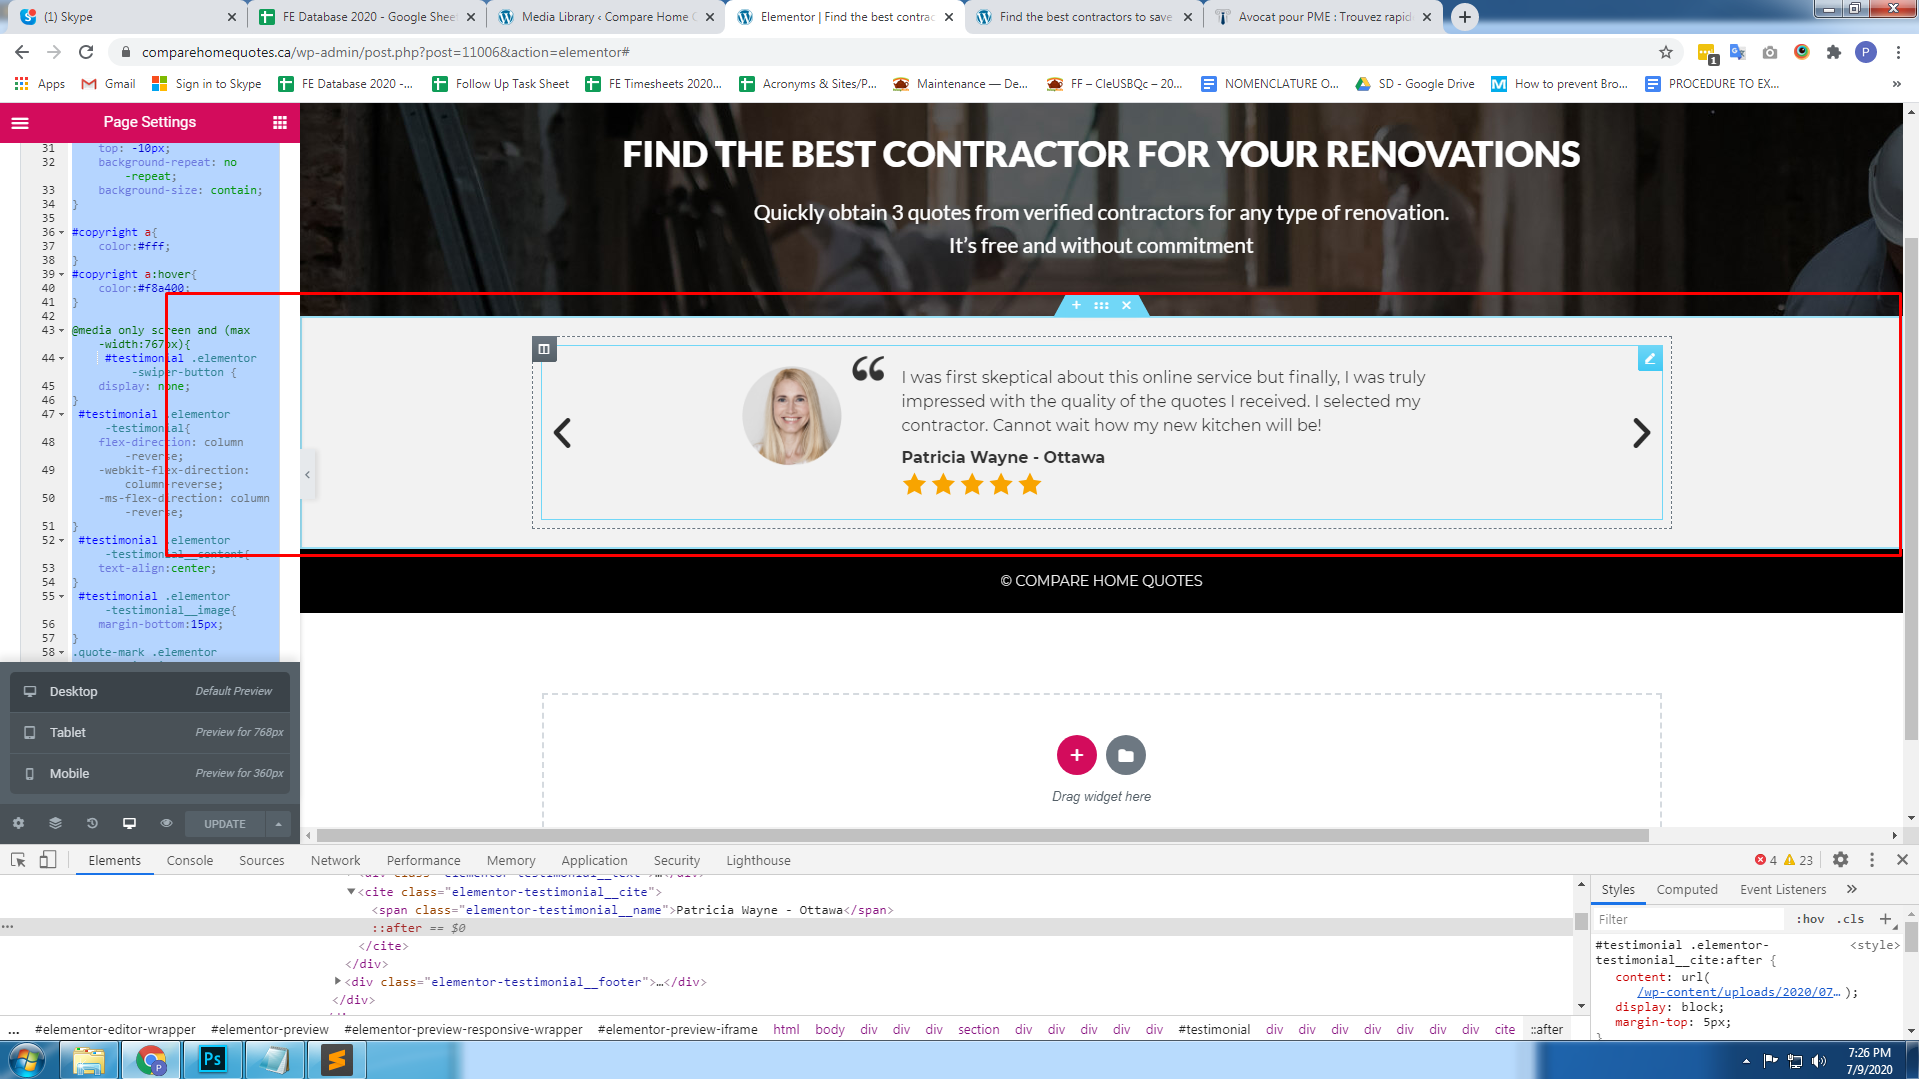 (1) Skype
FE Database 2020 - Google Sheet
Media Library ‹ Compare Home Q
Elementor | Find the best contrac
Find the best contractors to save
Avocat pour PME : Trouvez rapid
comparehomequotes.ca/wp-admin/post.php?post=11006&action=elementor#
1
P
Apps
Gmail
Sign in to Skype
FE Database 2020 -...
Follow Up Task Sheet
FE Timesheets 2020...
Acronyms & Sites/P...
Maintenance — De...
FF – CleUSBQc – 20...
NOMENCLATURE O...
SD - Google Drive
How to prevent Bro...
PROCEDURE TO EX...
»
Page Settings
31 top: -10px;
32 background-repeat: no
-repeat;
33 background-size: contain;
34 }
35
36 #copyright a{
37 color:#fff;
38 }
39 #copyright a:hover{
40 color:#f8a400;
41 }
42
43 @media only screen and (max
-width:767px){
44 #testimonial .elementor
-swiper-button {
45 display: none;
46 }
47 #testimonial .elementor
-testimonial{
48 flex-direction: column
-reverse;
49 -webkit-flex-direction:
column-reverse;
50 -ms-flex-direction: column
-reverse;
51 }
52 #testimonial .elementor
-testimonial__content{
53 text-align:center;
54 }
55 #testimonial .elementor
-testimonial__image{
56 margin-bottom:15px;
57 }
58 .quote-mark .elementor
Desktop Default Preview
Tablet Preview for 768px
Mobile Preview for 360px
UPDATE
FIND THE BEST CONTRACTOR FOR YOUR RENOVATIONS
Quickly obtain 3 quotes from verified contractors for any type of renovation.
It's free and without commitment
“
I was first skeptical about this online service but finally, I was truly
impressed with the quality of the quotes I received. I selected my
contractor. Cannot wait how my new kitchen will be!
Patricia Wayne - Ottawa
© COMPARE HOME QUOTES
Drag widget here
Elements
Console
Sources
Network
Performance
Memory
Application
Security
Lighthouse
4
23
<cite class="elementor-testimonial__cite">
<span class="elementor-testimonial__name">Patricia Wayne - Ottawa</span>
::after == $0
</cite>
</div>
<div class="elementor-testimonial__footer">…</div>
</div>
Styles
Computed
Event Listeners
»
Filter
:hov .cls +
#testimonial .elementor- <style>
testimonial__cite:after {
content: url(
/wp-content/uploads/2020/07… );
display: block;
margin-top: 5px;
... #elementor-editor-wrapper #elementor-preview #elementor-preview-responsive-wrapper #elementor-preview-iframe html body div div div section div div div div div #testimonial div div div div div div div cite ::after
Ps
7:26 PM
7/9/2020